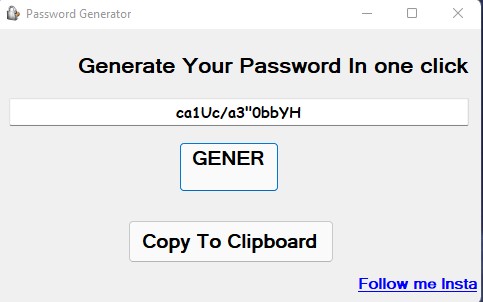 Password Generator
Generate Your Password In one click
ca1Uc/a3"0bbYH
GENER
Copy To Clipboard
Follow me Insta